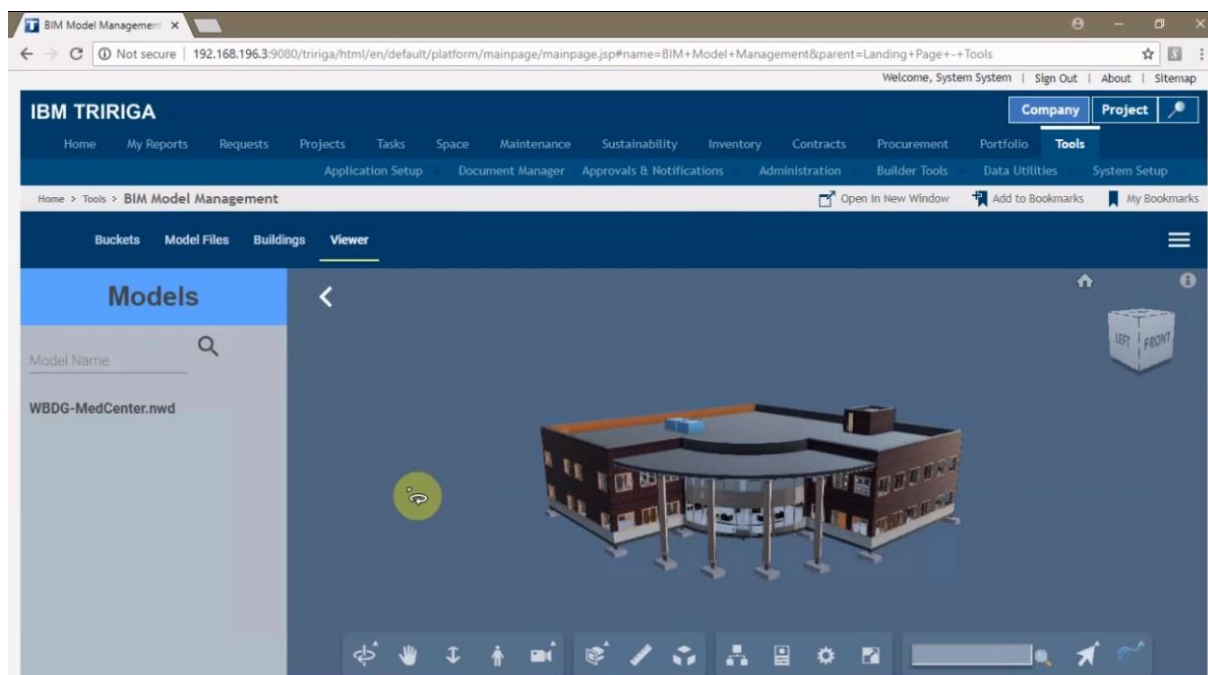 BIM Model Management
Not secure | 192.168.196.3:9080/tririga/html/en/default/platform/mainpage/mainpage.jsp#name=BIM+Model+Management&parent=Landing+Page+-+Tools
Welcome, System System | Sign Out | About | Sitemap
IBM TRIRIGA
Company Project
Home My Reports Requests Projects Tasks Space Maintenance Sustainability Inventory Contracts Procurement Portfolio Tools
Application Setup Document Manager Approvals & Notifications Administration Builder Tools Data Utilities System Setup
Home > Tools > BIM Model Management Open In New Window Add to Bookmarks My Bookmarks
Buckets Model Files Buildings Viewer
Models
LEFT FRONT
Model Name
WBDG-MedCenter.nwd